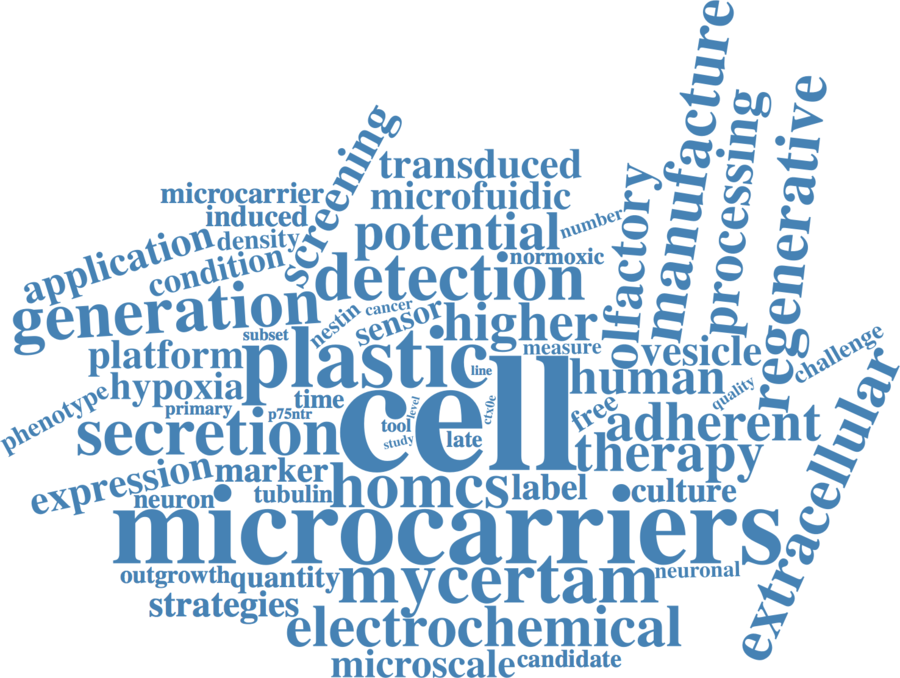 manufacture
regenerative
processing
screening
transduced
olfactory
microcarrier
microfuidic
induced
number
potential
density
application
normoxic
condition
detection
generation
nestin
cancer
sensor
higher
subset
measure
vesicle
challenge
platform
plastic
line
human
extracellular
hypoxia
quality
phenotype
time
level
ctx0e
free
primary
p75ntr
tool
adherent
secretion
study
late
cell
therapy
expression
marker
neuron
tubulin
homcs
label
culture
microcarriers
outgrowth
quantity
mycertam
neuronal
strategies
electrochemical
microscale
candidate